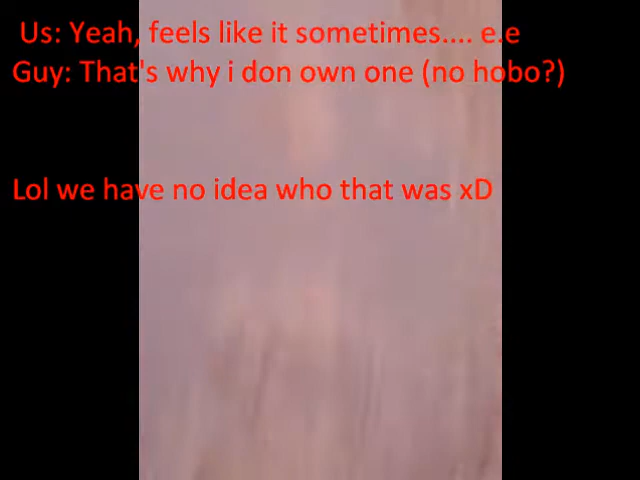 Us: Yeah, feels like it sometimes.... e.e
Guy: That's why i don own one (no hobo?)
Lol we have no idea who that was xD